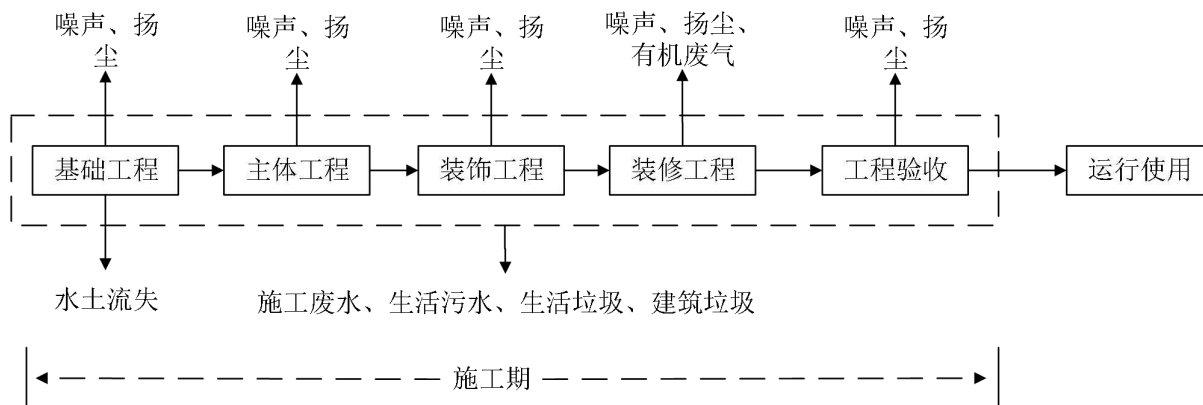 噪声、扬
尘
噪声、扬
尘
噪声、扬
尘
噪声、扬尘、
有机废气
噪声、扬
尘
基础工程
主体工程
装饰工程
装修工程
工程验收
运行使用
水土流失
施工废水、生活污水、生活垃圾、建筑垃圾
施工期